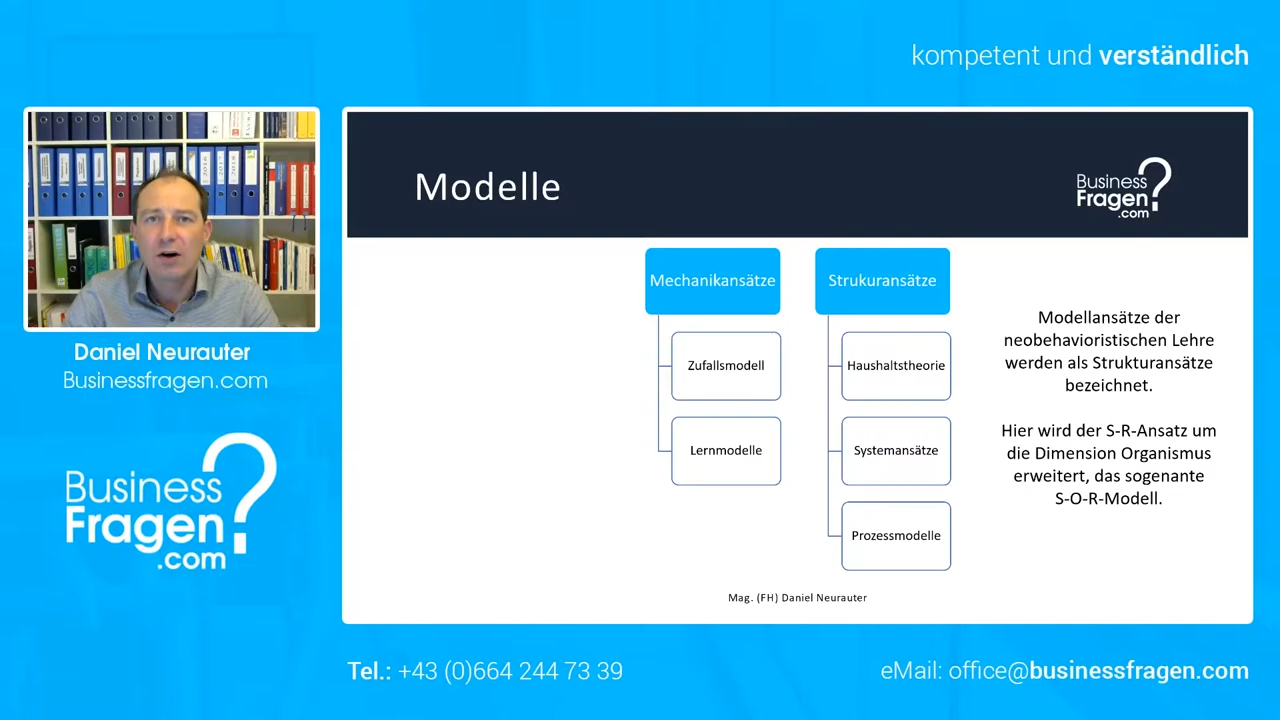 kompetent und verständlich
Daniel Neurauter
Businessfragen.com
Business
Fragen
.com
?
Modelle
Business
Fragen
.com
?
Mechanikansätze
Zufallsmodell
Lernmodelle
Strukuransätze
Haushaltstheorie
Systemansätze
Prozessmodelle
Modellansätze der
neobehavioristischen Lehre
werden als Strukturansätze
bezeichnet.
Hier wird der S-R-Ansatz um
die Dimension Organismus
erweitert, das sogenante
S-O-R-Modell.
Mag. (FH) Daniel Neurauter
Tel.: +43 (0)664 244 73 39
eMail: office@businessfragen.com